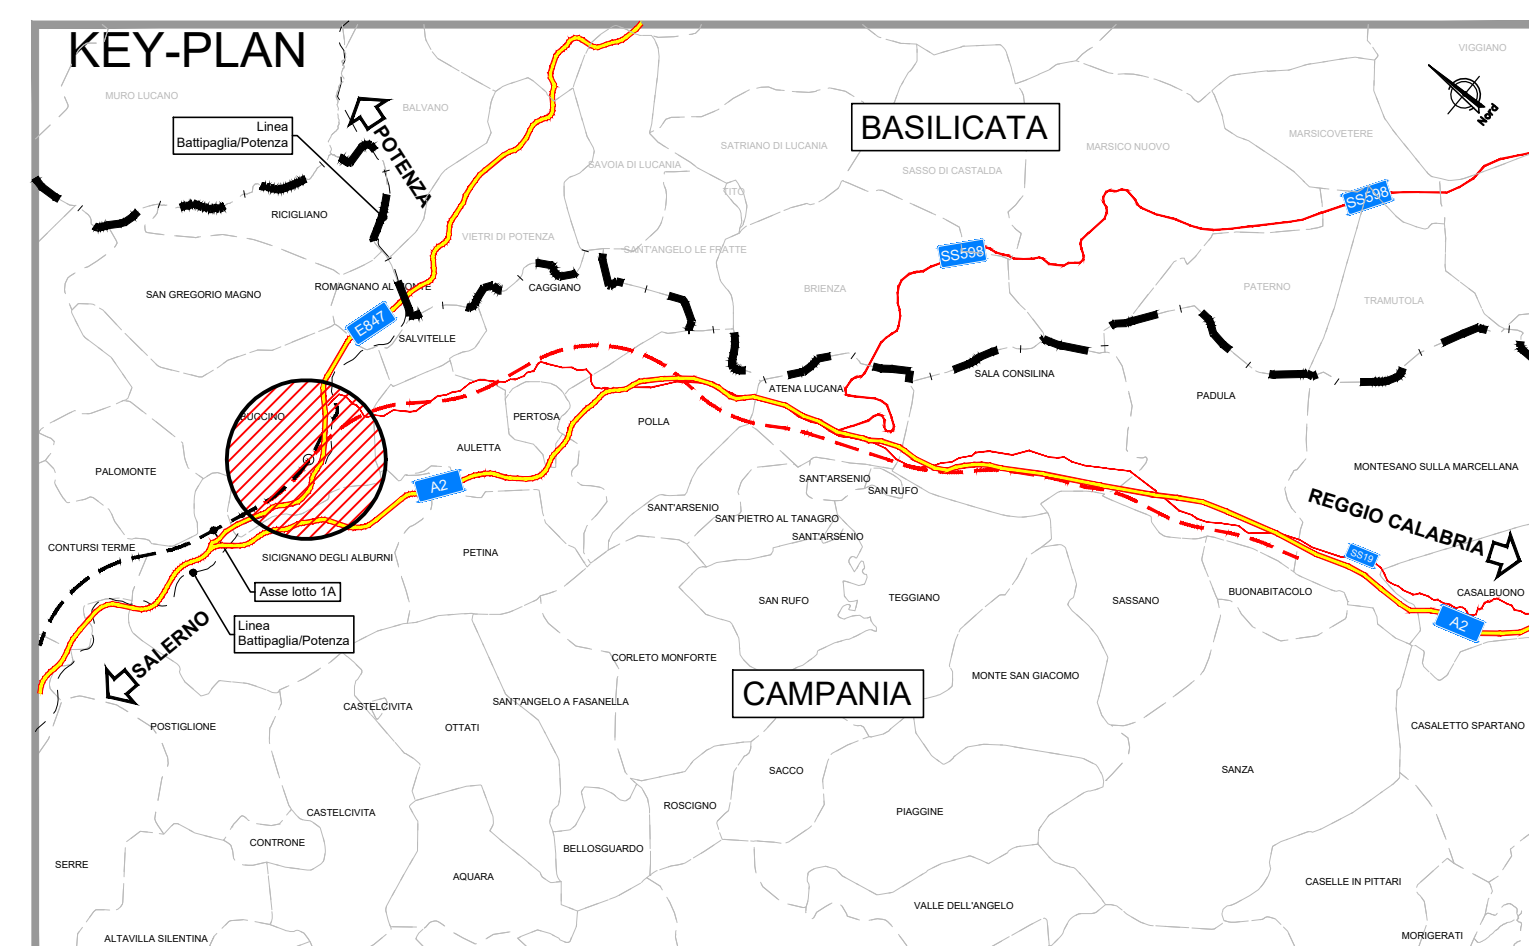 KEY-PLAN
VIGGIANO
MURO LUCANO
BALVANO
Nord
Linea
Battipaglia/Potenza
POTENZA
BASILICATA
MARSICOVETERE
SATRIANO DI LUCANIA
MARSICO NUOVO
SAVOIA DI LUCANIA
SASSO DI CASTALDA
TITO
SS598
RICIGLIANO
VIETRI DI POTENZA
SANT'ANGELO LE FRATTE
SS598
SAN GREGORIO MAGNO
ROMAGNANO AL MONTE
CAGGIANO
BRIENZA
PATERNO
TRAMUTOLA
E847
SALVITELLE
SALA CONSILINA
ATENA LUCANA
PADULA
BUCCINO
PERTOSA
POLLA
AULETTA
PALOMONTE
A2
SANT'ARSENIO
SAN RUFO
MONTESANO SULLA MARCELLANA
SANT'ARSENIO
SAN PIETRO AL TANAGRO
SANT'ARSENIO
REGGIO CALABRIA
CONTURSI TERME
SICIGNANO DEGLI ALBURNI
PETINA
SS19
Asse lotto 1A
SAN RUFO
TEGGIANO
SASSANO
BUONABITACOLO
CASALBUONO
A2
Linea
Battipaglia/Potenza
SALERNO
CORLETO MONFORTE
CAMPANIA
MONTE SAN GIACOMO
CASTELCIVITA
SANT'ANGELO A FASANELLA
POSTIGLIONE
OTTATI
CASALETTO SPARTANO
SACCO
SANZA
ROSCIGNO
PIAGGINE
CASTELCIVITA
CONTRONE
BELLOSGUARDO
SERRE
AQUARA
CASELLE IN PITTARI
VALLE DELL'ANGELO
ALTAVILLA SILENTINA
MORIGERATI